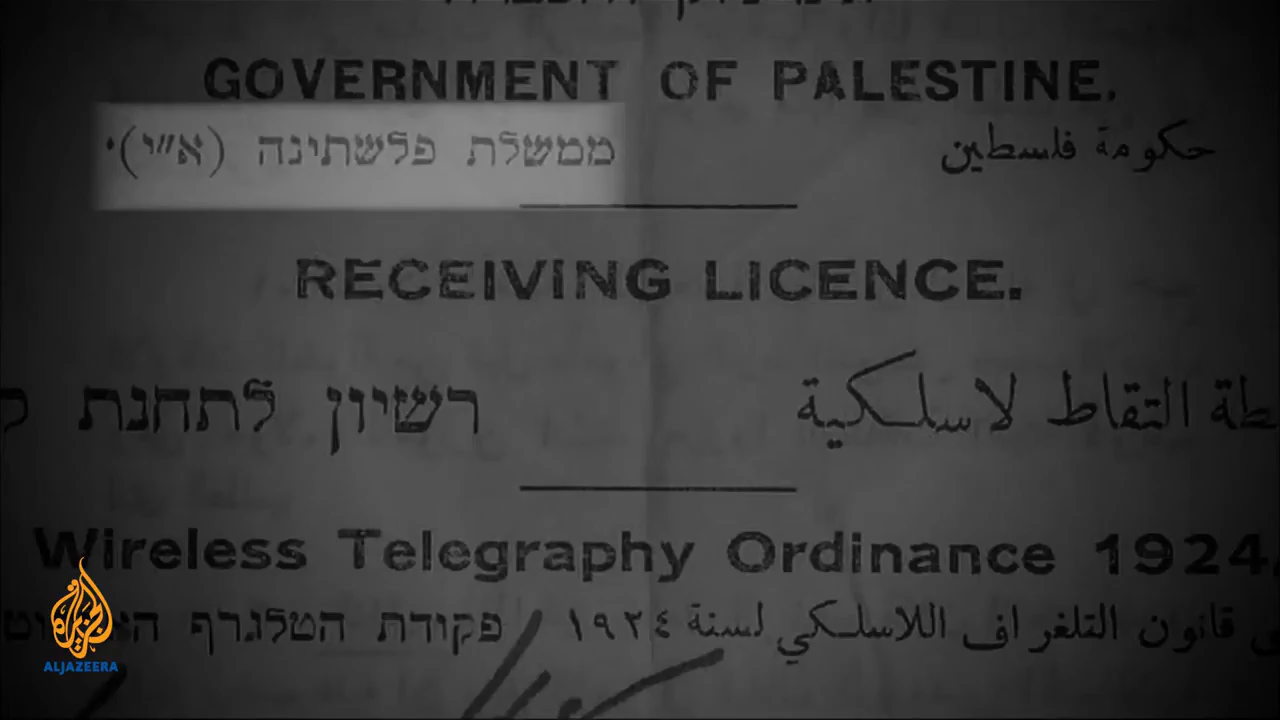 GOVERNMENT OF PALESTINE.
ממשלת פלשתינה (א״י)·
حكومة فلسطين
RECEIVING LICENCE.
רשיון לתחנת
التقاط لاسلكية
Wireless Telegraphy Ordinance 1924.
פקודת הטלגרף
قانون التلغراف اللاسلكي لسنة ١٩٢٤
ALJAZEERA